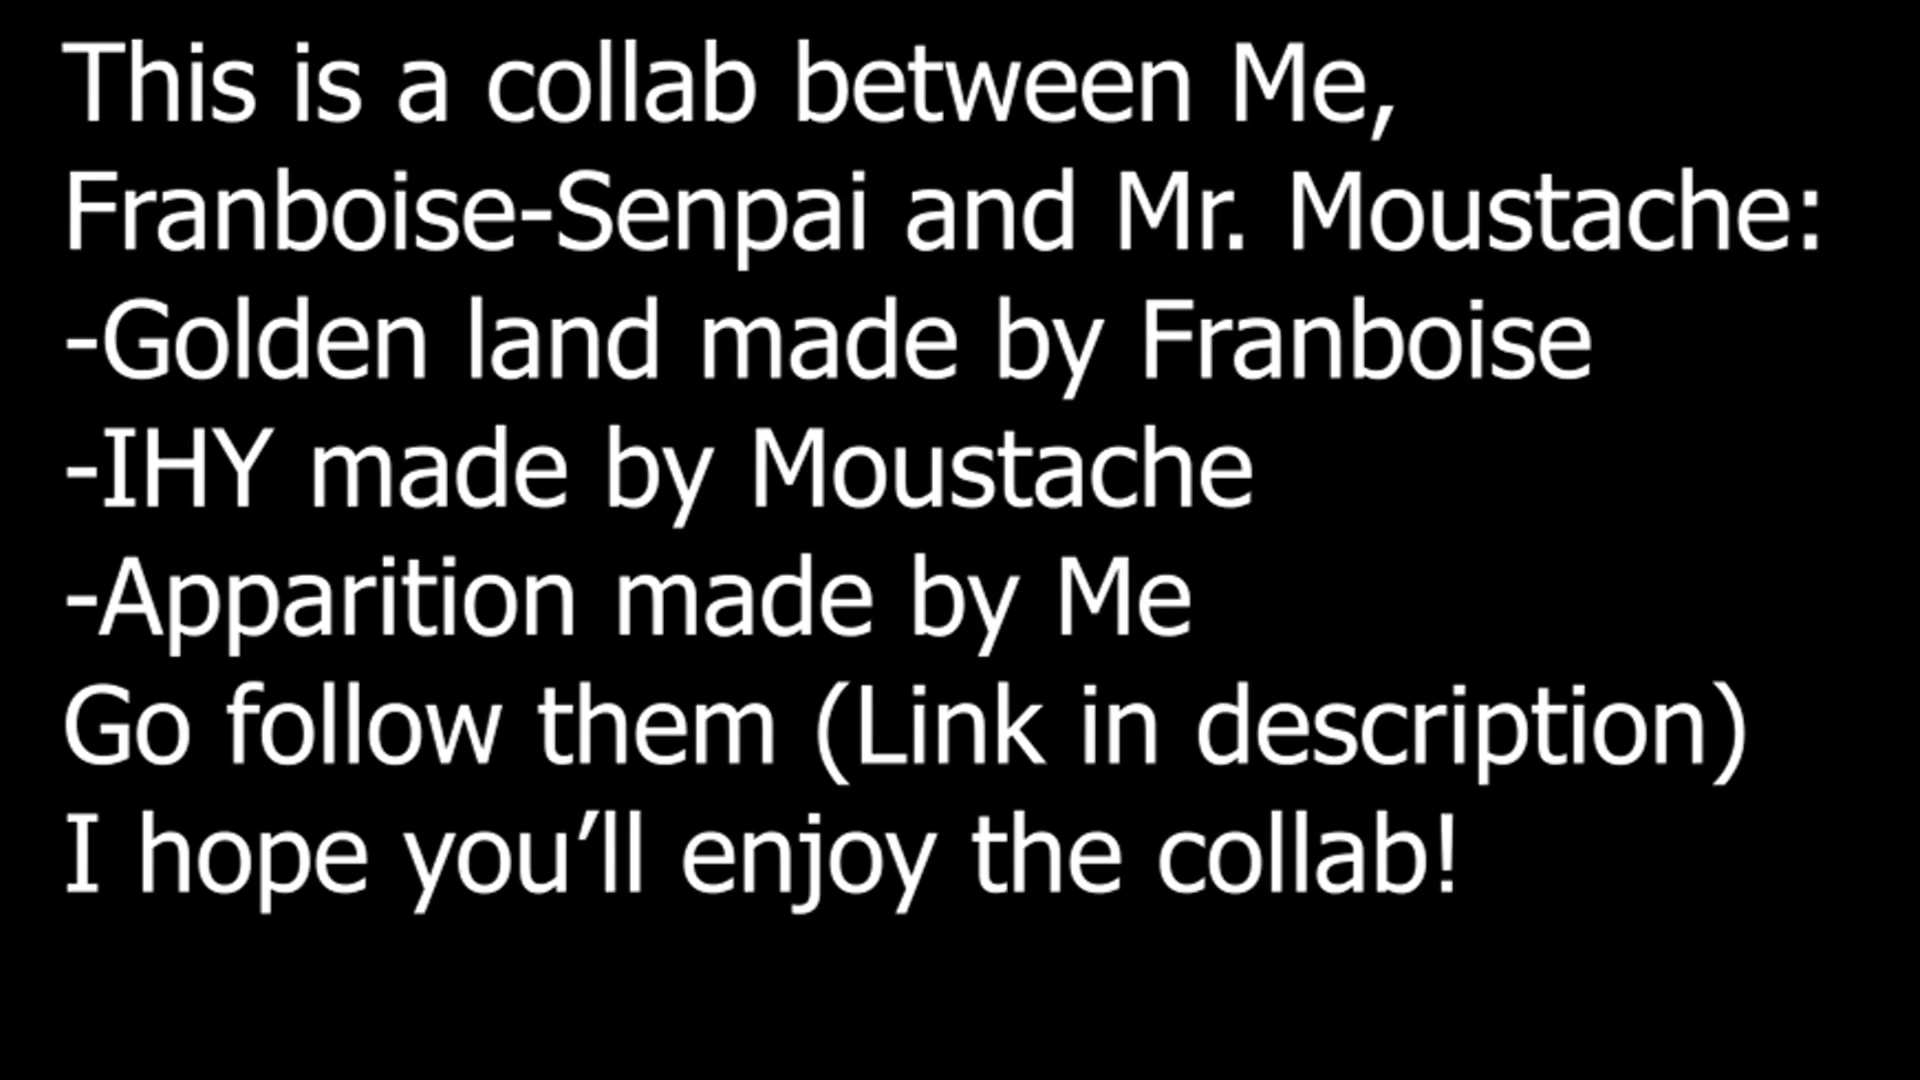 This is a collab between Me,
Franboise-Senpai and Mr. Moustache:
-Golden land made by Franboise
-IHY made by Moustache
-Apparition made by Me
Go follow them (Link in description)
I hope you’ll enjoy the collab!